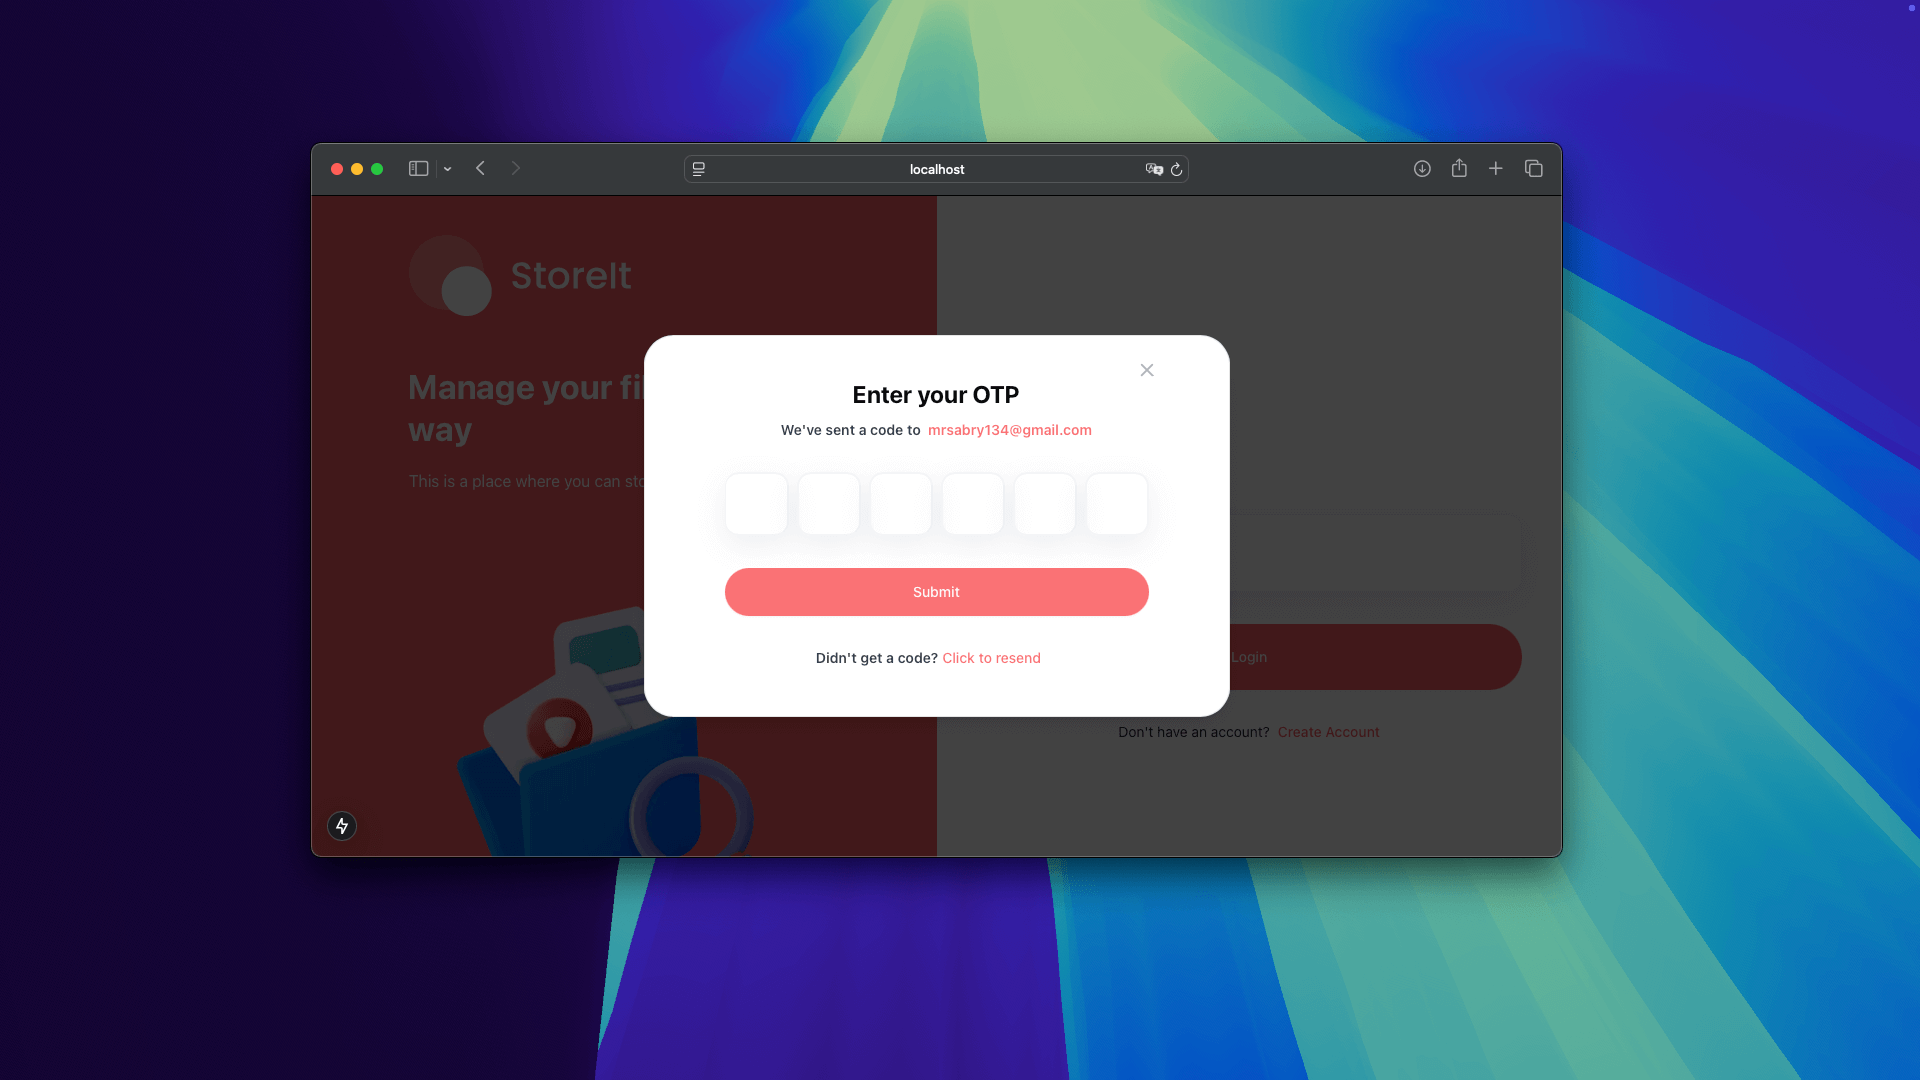 localhost
StoreIt
Manage your fi
way
This is a place where you can sto
Enter your OTP
We've sent a code to mrsabry134@gmail.com
Submit
Didn't get a code? Click to resend
Login
Don't have an account? Create Account